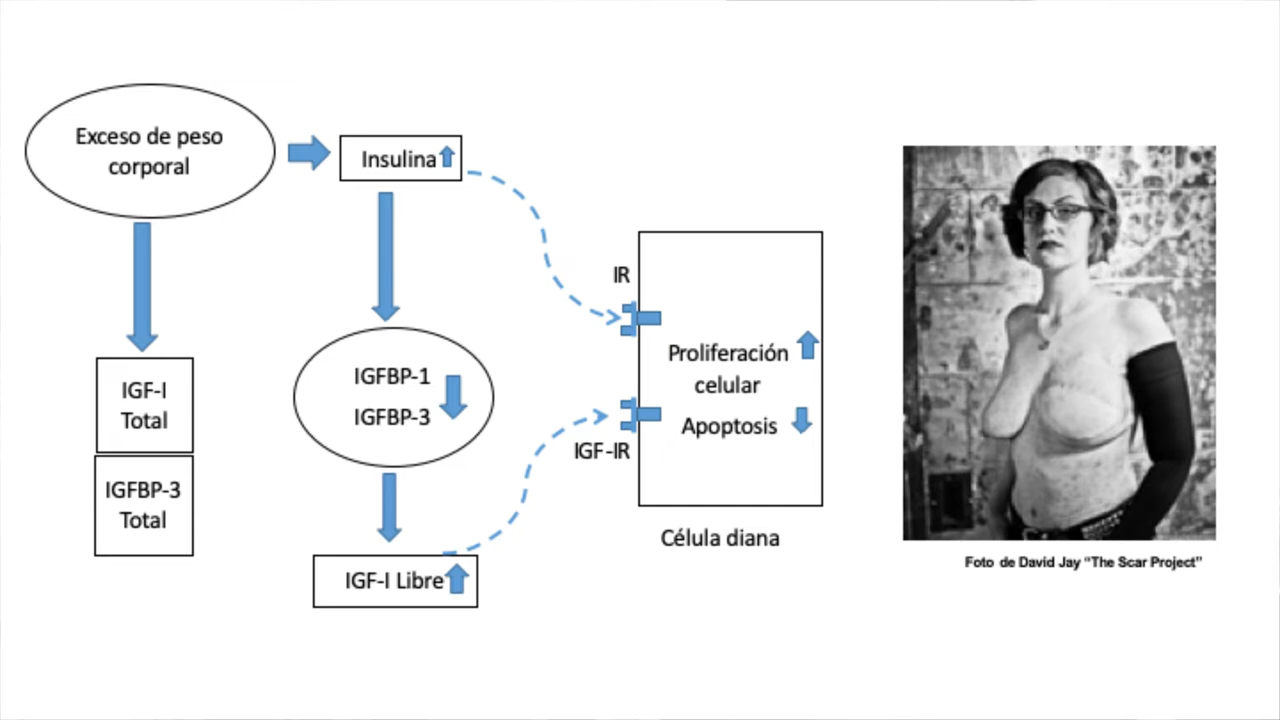 Exceso de peso
corporal
Insulina
IGF-I
Total
IGFBP-3
Total
IGFBP-1
IGFBP-3
IGF-I Libre
IR
IGF-IR
Proliferación
celular
Apoptosis
Célula diana
Foto de David Jay “The Scar Project”